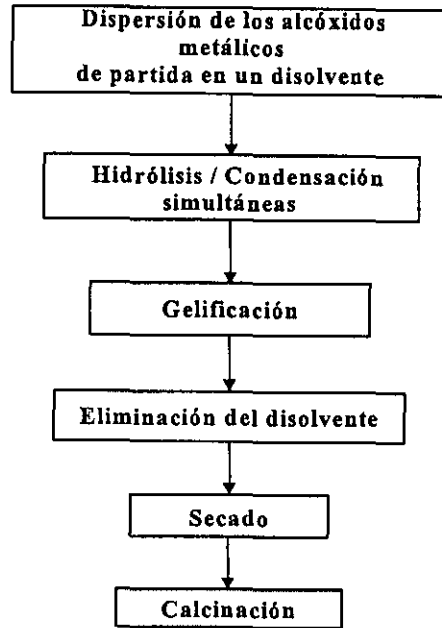 Dispersión de los alcóxidos
metálicos
de partida en un disolvente
Hidrólisis / Condensación
simultáneas
Gelificación
Eliminación del disolvente
Secado
Calcinación